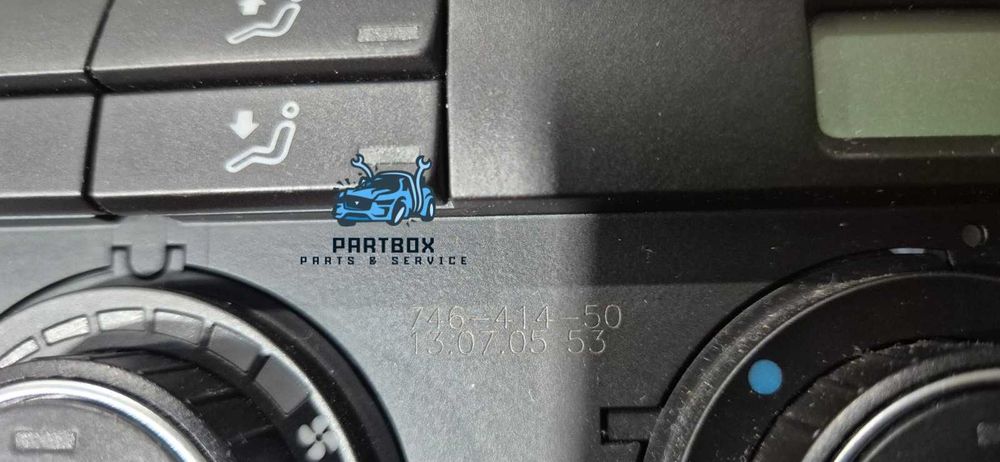 PARTBOX
PARTS & SERVICE
746-414-50
13.07.05 53